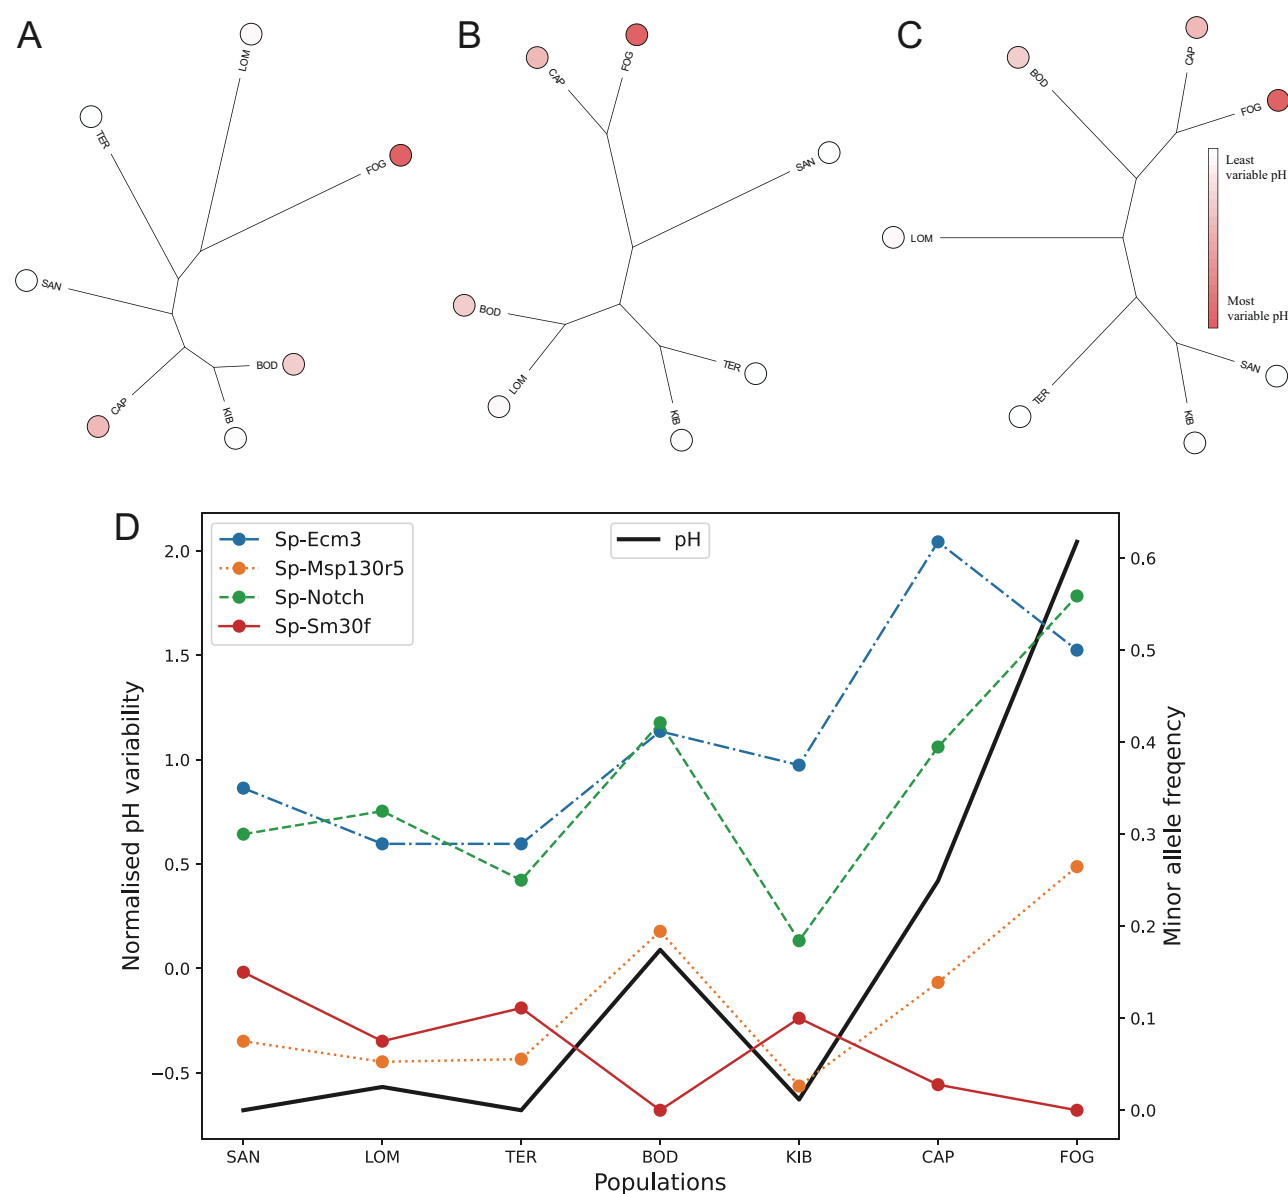 A
B
C
LOM
TER
FOG
SAN
BOD
CAP
KIB
CAP
FOG
SAN
BOD
LOM
TER
KIB
CAP
BOD
FOG
LOM
TER
SAN
KIB
Least
variable pH
Most
variable pH
D
Sp-Ecm3
Sp-Msp130r5
Sp-Notch
Sp-Sm30f
pH
2.0
1.5
1.0
0.5
0.0
−0.5
Normalised pH variability
0.6
0.5
0.4
0.3
0.2
0.1
0.0
Minor allele freqency
SAN
LOM
TER
BOD
KIB
CAP
FOG
Populations